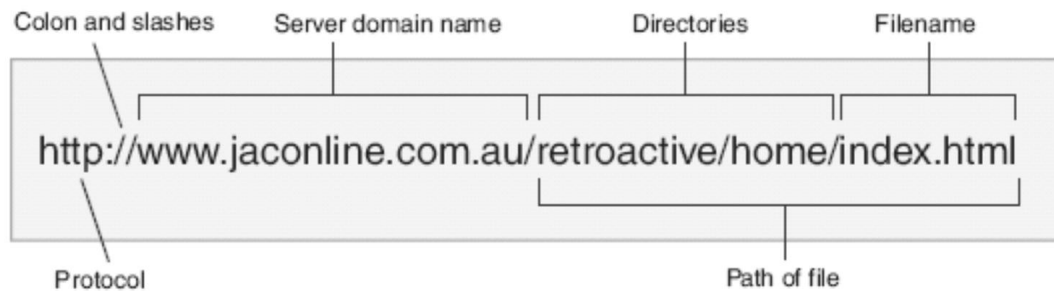 Colon and slashes Server domain name Directories Filename
http://www.jaconline.com.au/retroactive/home/index.html
Protocol Path of file